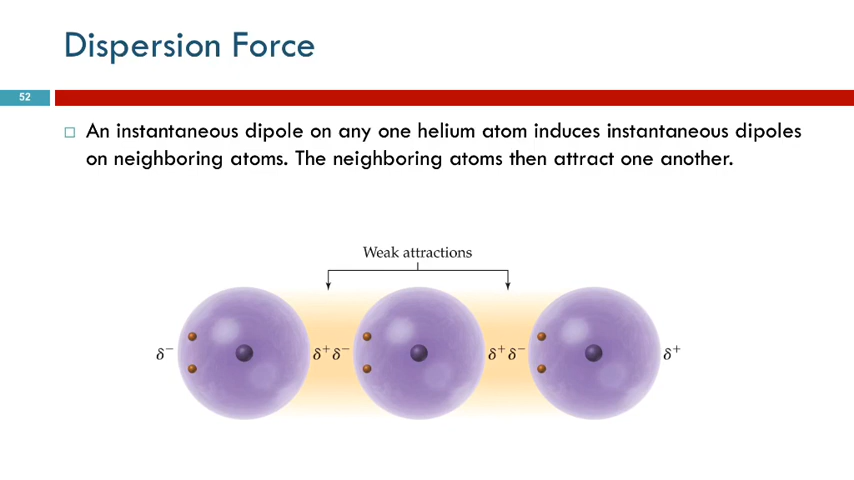 Dispersion Force
52
An instantaneous dipole on any one helium atom induces instantaneous dipoles
on neighboring atoms. The neighboring atoms then attract one another.
Weak attractions
δ⁻ δ⁺ δ⁻ δ⁺ δ⁻ δ⁺